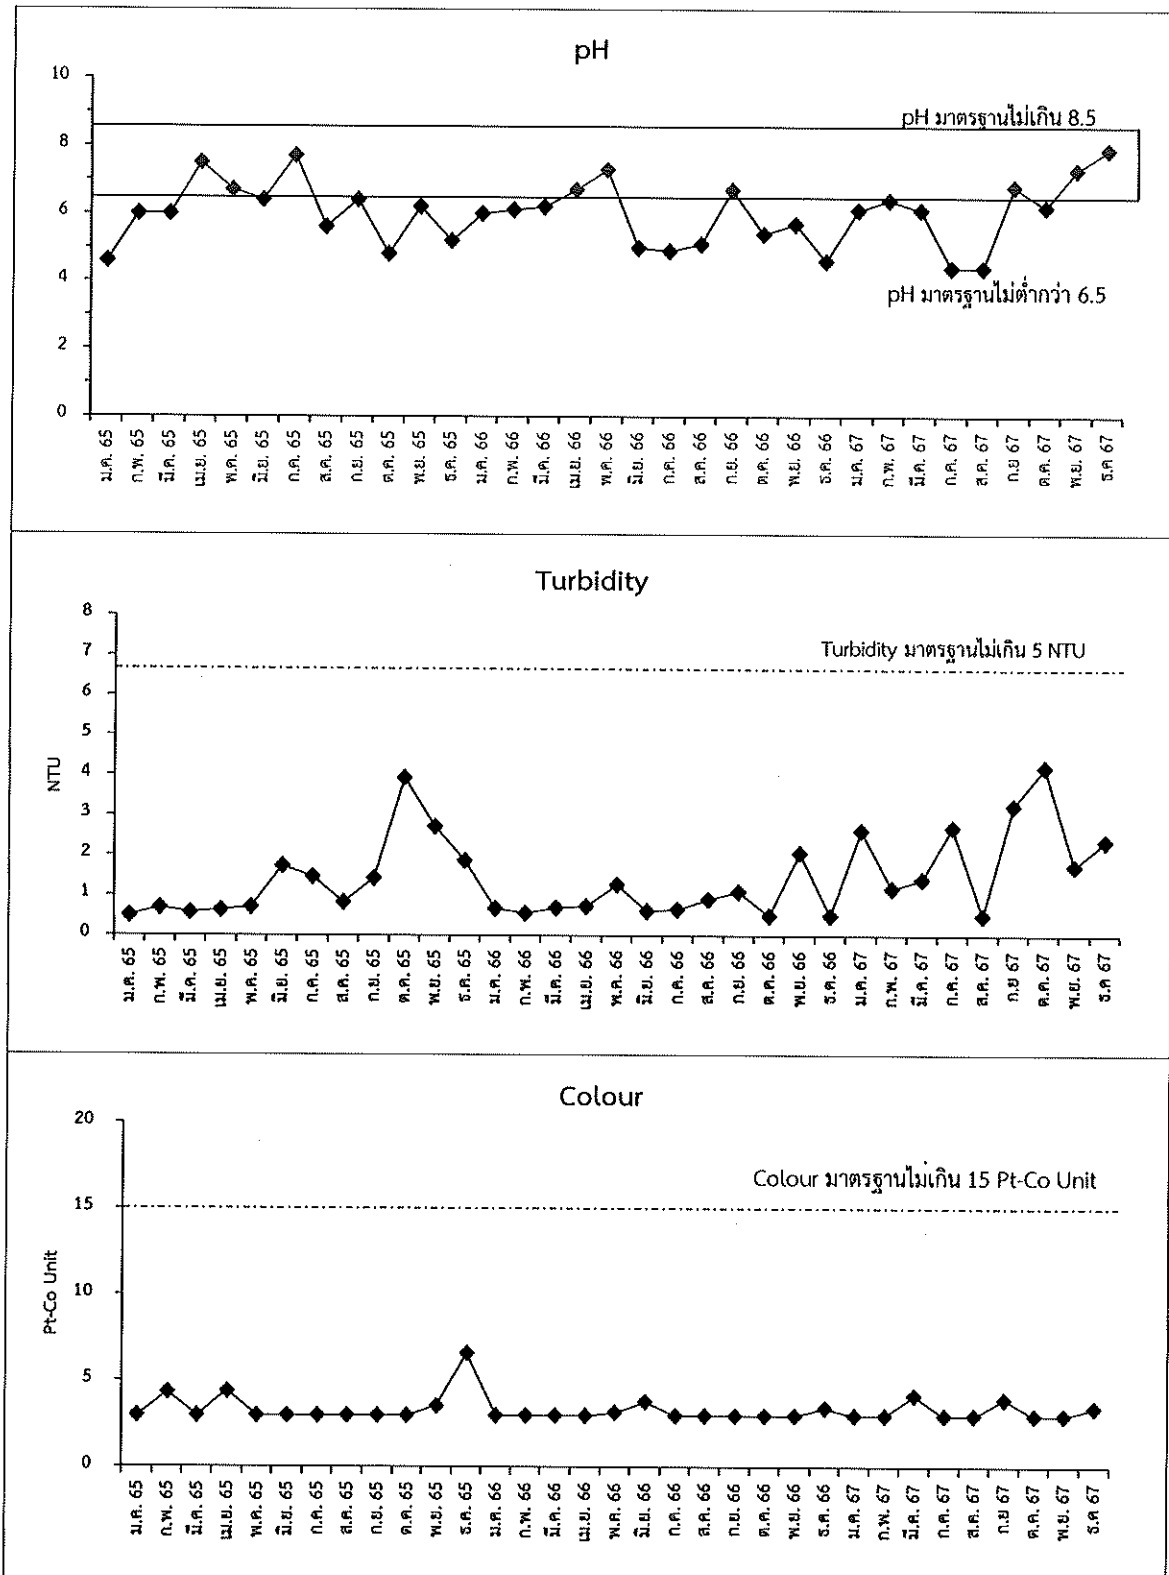 pH
10
8
6
4
2
0
pH มาตรฐานไม่เกิน 8.5
pH มาตรฐานไม่ต่ำกว่า 6.5
ม.ค. 65
ก.พ. 65
มี.ค. 65
เม.ย. 65
พ.ค. 65
มิ.ย. 65
ก.ค. 65
ส.ค. 65
ก.ย. 65
ต.ค. 65
พ.ย. 65
ธ.ค. 65
ม.ค. 66
ก.พ. 66
มี.ค. 66
เม.ย. 66
พ.ค. 66
มิ.ย. 66
ก.ค. 66
ส.ค. 66
ก.ย. 66
ต.ค. 66
พ.ย. 66
ธ.ค. 66
ม.ค. 67
ก.พ. 67
มี.ค. 67
ก.ค. 67
ส.ค. 67
ก.ย 67
ต.ค. 67
พ.ย. 67
ธ.ค 67
Turbidity
8
7
6
5
4
3
2
1
0
NTU
Turbidity มาตรฐานไม่เกิน 5 NTU
ม.ค. 65
ก.พ. 65
มี.ค. 65
เม.ย. 65
พ.ค. 65
มิ.ย. 65
ก.ค. 65
ส.ค. 65
ก.ย. 65
ต.ค. 65
พ.ย. 65
ธ.ค. 65
ม.ค. 66
ก.พ. 66
มี.ค. 66
เม.ย. 66
พ.ค. 66
มิ.ย. 66
ก.ค. 66
ส.ค. 66
ก.ย. 66
ต.ค. 66
พ.ย. 66
ธ.ค. 66
ม.ค. 67
ก.พ. 67
มี.ค. 67
ก.ค. 67
ส.ค. 67
ก.ย 67
ต.ค. 67
พ.ย. 67
ธ.ค 67
Colour
20
15
10
5
0
Pt-Co Unit
Colour มาตรฐานไม่เกิน 15 Pt-Co Unit
ม.ค. 65
ก.พ. 65
มี.ค. 65
เม.ย. 65
พ.ค. 65
มิ.ย. 65
ก.ค. 65
ส.ค. 65
ก.ย. 65
ต.ค. 65
พ.ย. 65
ธ.ค. 65
ม.ค. 66
ก.พ. 66
มี.ค. 66
เม.ย. 66
พ.ค. 66
มิ.ย. 66
ก.ค. 66
ส.ค. 66
ก.ย. 66
ต.ค. 66
พ.ย. 66
ธ.ค. 66
ม.ค. 67
ก.พ. 67
มี.ค. 67
ก.ค. 67
ส.ค. 67
ก.ย 67
ต.ค. 67
พ.ย. 67
ธ.ค 67